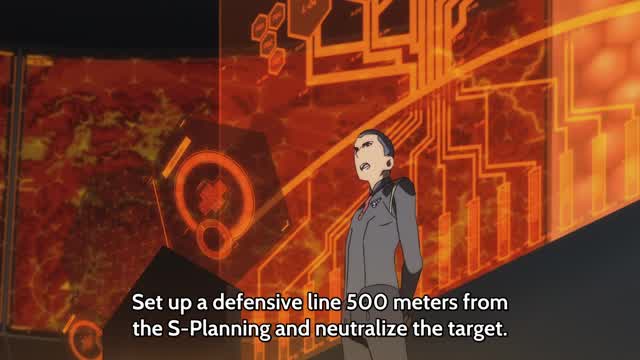 Set up a defensive line 500 meters from
the S-Planning and neutralize the target.